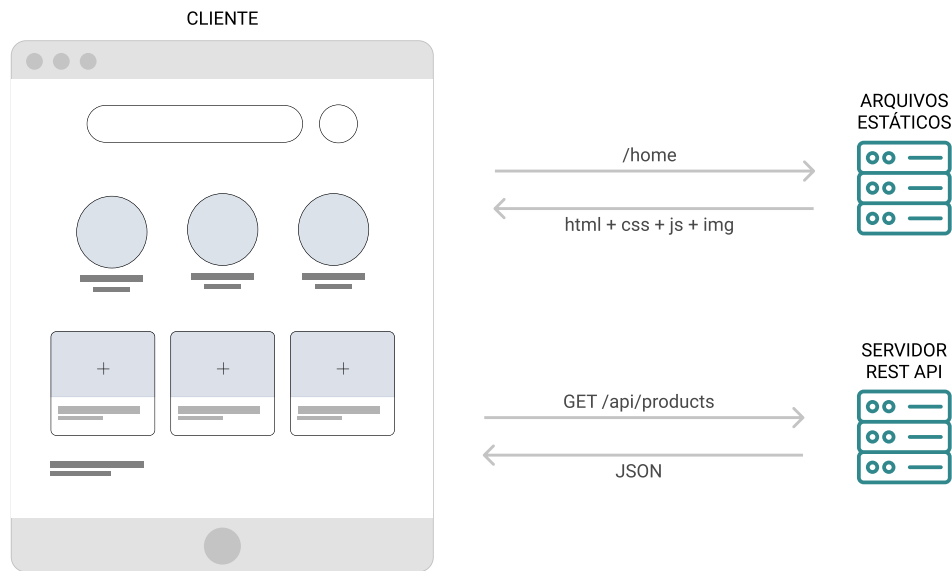 CLIENTE
ARQUIVOS
ESTÁTICOS
/home
html + css + js + img
SERVIDOR
REST API
GET /api/products
JSON